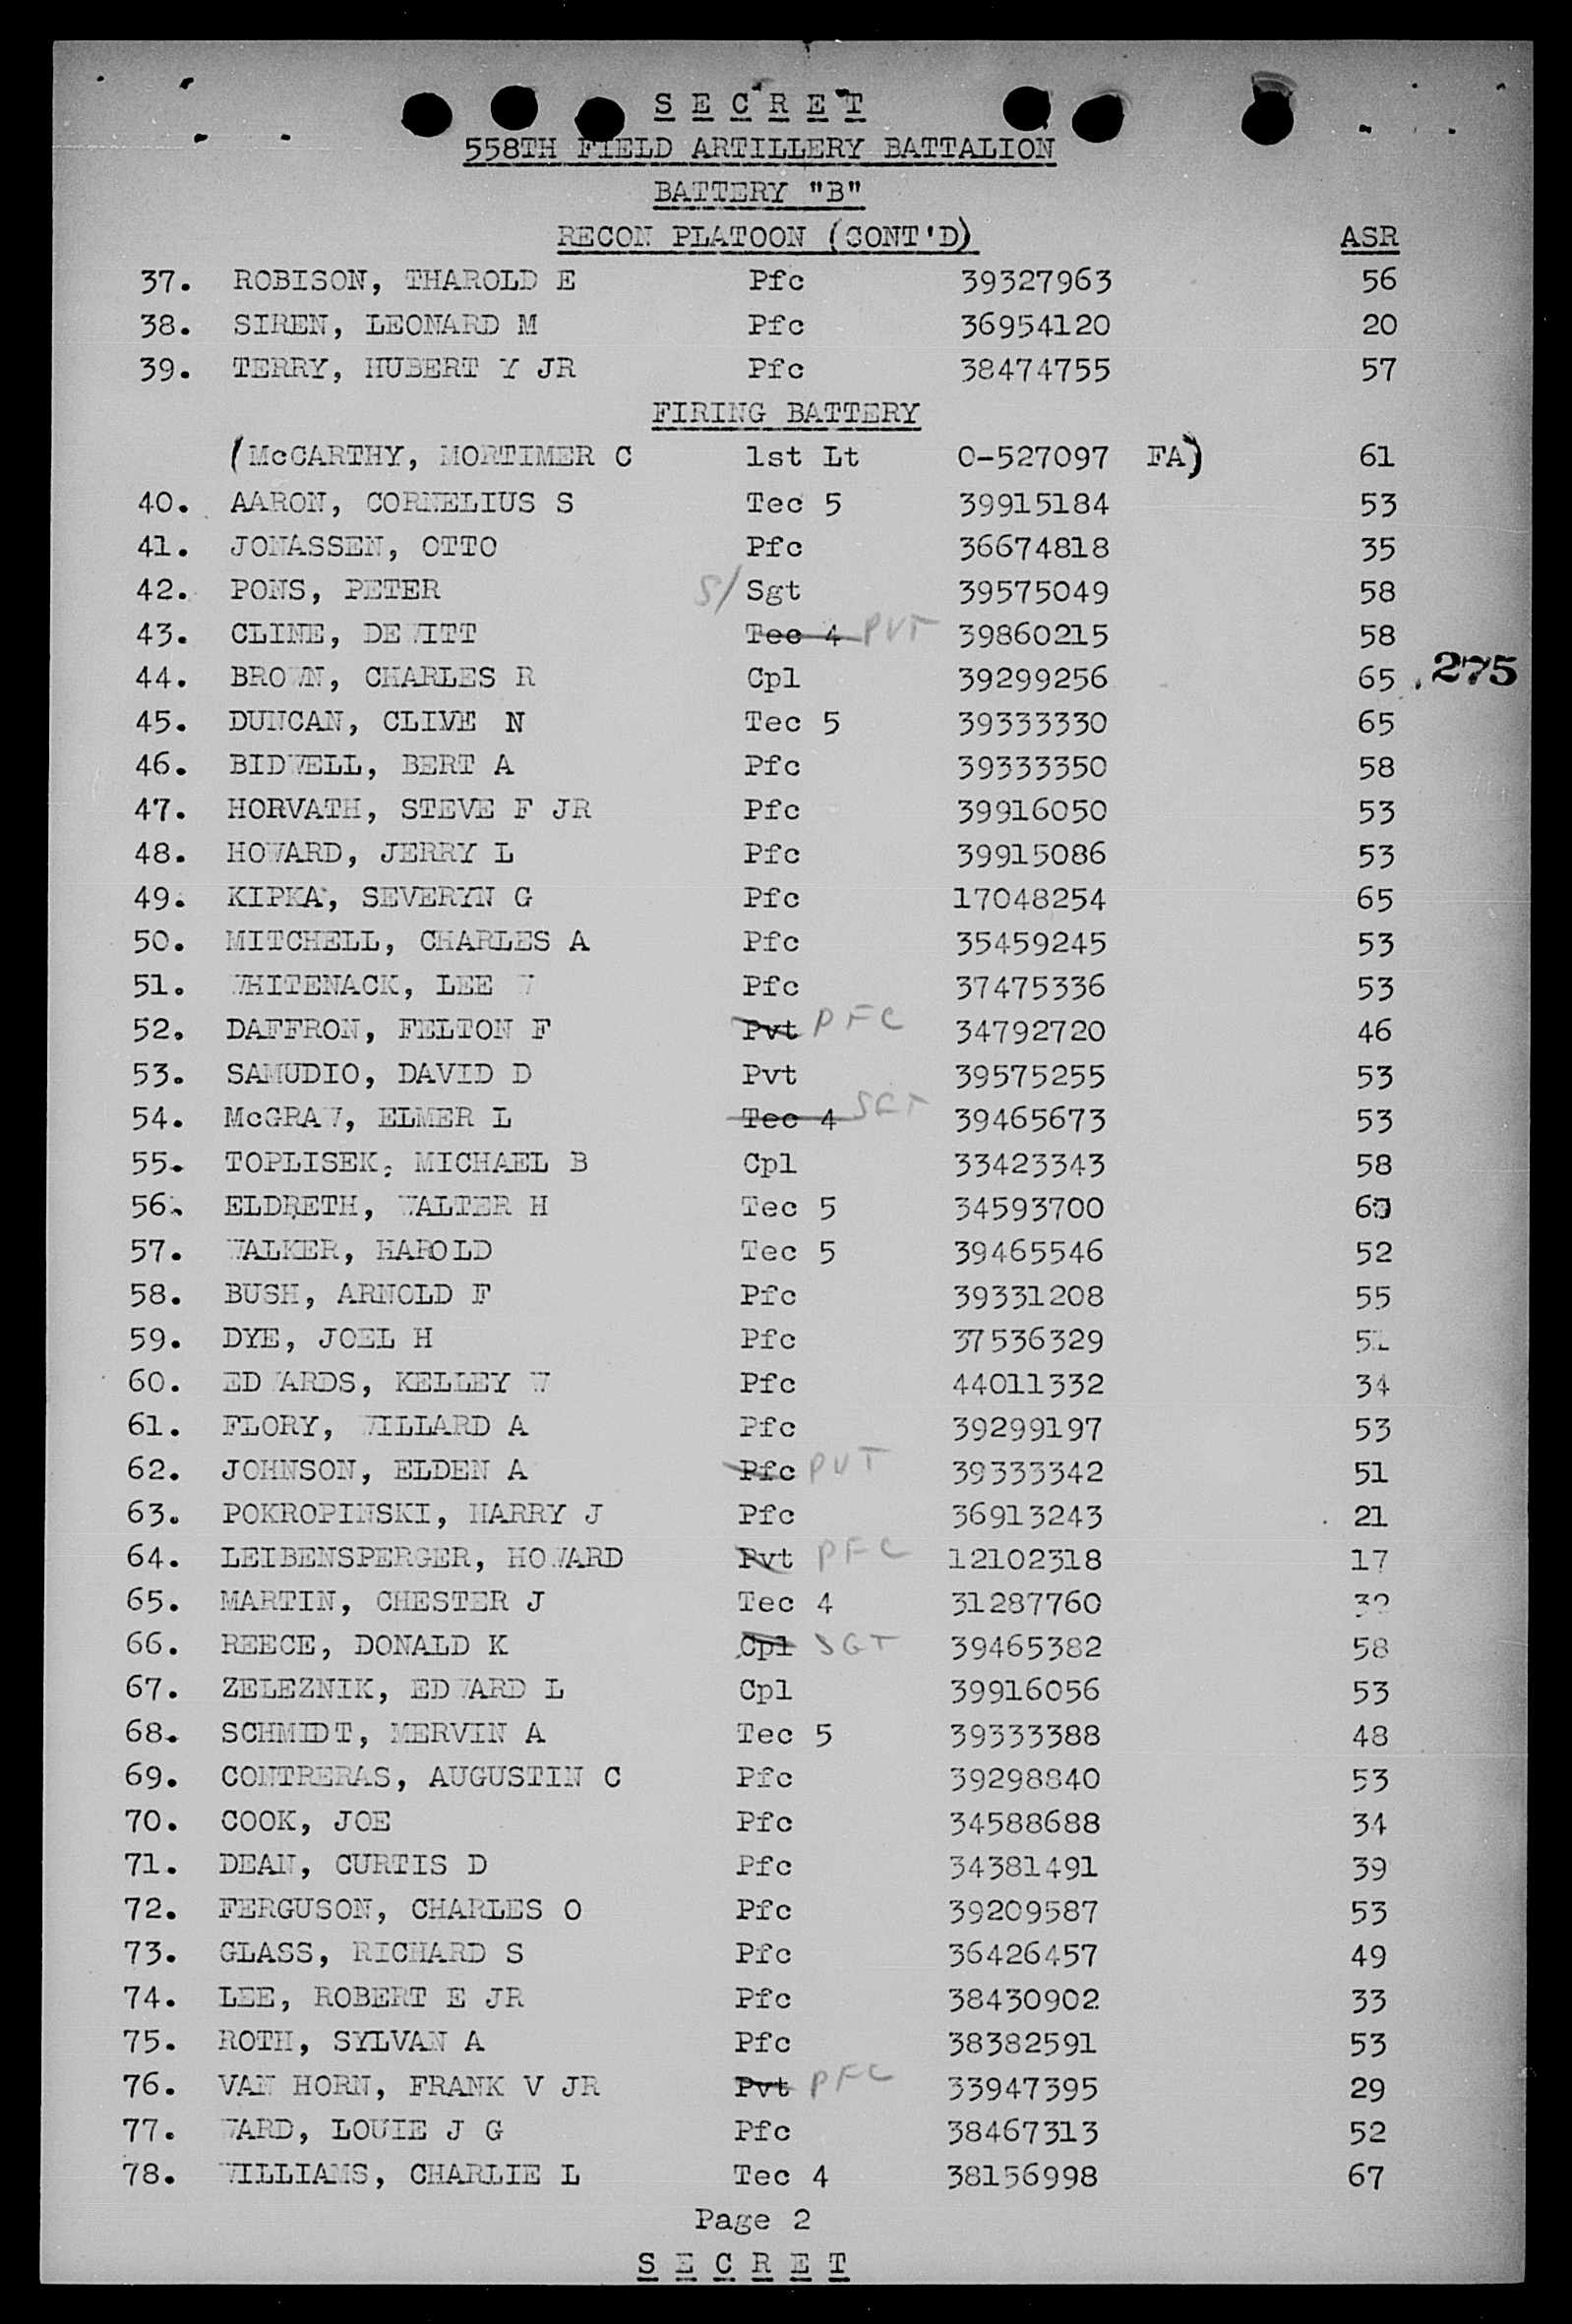 S E C R E T
558TH FIELD ARTILLERY BATTALION
BATTERY "B"
RECON PLATOON (CONT'D) ASR
37. ROBISON, THAROLD E Pfc 39327963 56
38. SIREN, LEONARD M Pfc 36954120 20
39. TERRY, HUBERT Y JR Pfc 38474755 57
FIRING BATTERY
(McCARTHY, MORTIMER C 1st Lt O-527097 FA) 61
40. AARON, CORNELIUS S Tec 5 39915184 53
41. JONASSEN, OTTO Pfc 36674818 35
42. PONS, PETER S/Sgt 39575049 58
43. CLINE, DEWITT Tec 4 PVT 39860215 58
44. BROWN, CHARLES R Cpl 39299256 65 275
45. DUNCAN, CLIVE N Tec 5 39333330 65
46. BIDWELL, BERT A Pfc 39333350 58
47. HORVATH, STEVE F JR Pfc 39916050 53
48. HOWARD, JERRY L Pfc 39915086 53
49. KIPKA, SEVERYN G Pfc 17048254 65
50. MITCHELL, CHARLES A Pfc 35459245 53
51. WHITENACK, LEE W Pfc 37475336 53
52. DAFFRON, FELTON F Pvt PFC 34792720 46
53. SAMUDIO, DAVID D Pvt 39575255 53
54. McGRAW, ELMER L Tec 4 SGT 39465673 53
55. TOPLISEK, MICHAEL B Cpl 33423343 58
56. ELDRETH, WALTER H Tec 5 34593700
57. WALKER, HAROLD Tec 5 39465546 52
58. BUSH, ARNOLD F Pfc 39331208 55
59. DYE, JOEL H Pfc 37536329
60. EDWARDS, KELLEY W Pfc 44011332 34
61. FLORY, WILLARD A Pfc 39299197 53
62. JOHNSON, ELDEN A Pfc PVT 39333342 51
63. POKROPINSKI, HARRY J Pfc 36913243 21
64. LEIBENSPERGER, HOWARD Pvt PFC 12102318 17
65. MARTIN, CHESTER J Tec 4 31287760
66. REECE, DONALD K Cpl SGT 39465382 58
67. ZELEZNIK, EDWARD L Cpl 39916056 53
68. SCHMIDT, MERVIN A Tec 5 39333388 48
69. CONTRERAS, AUGUSTIN C Pfc 39298840 53
70. COOK, JOE Pfc 34588688 34
71. DEAN, CURTIS D Pfc 34381491 39
72. FERGUSON, CHARLES O Pfc 39209587 53
73. GLASS, RICHARD S Pfc 36426457 49
74. LEE, ROBERT E JR Pfc 38430902 33
75. ROTH, SYLVAN A Pfc 38382591 53
76. VAN HORN, FRANK V JR Pvt PFC 33947395 29
77. WARD, LOUIE J G Pfc 38467313 52
78. WILLIAMS, CHARLIE L Tec 4 38156998 67
Page 2
S E C R E T